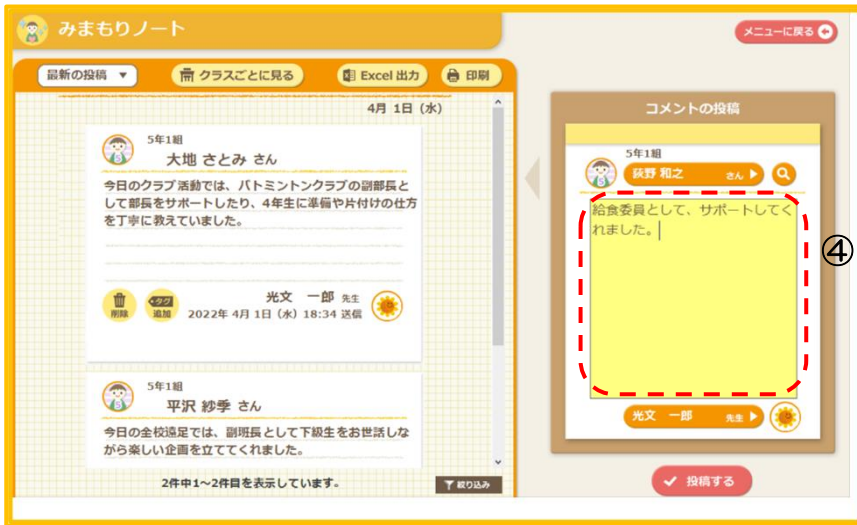 みまもりノート
メニューに戻る
最新の投稿 ▼
クラスごとに見る
Excel 出力
印刷
4月 1日 (水)
5年1組
大地 さとみ さん
今日のクラブ活動では、バトミントンクラブの副部長と
して部長をサポートしたり、4年生に準備や片付けの仕方
を丁寧に教えていました。
削除
タグ
追加
光文 一郎 先生
2022年 4月 1日 (水) 18:34 送信
5年1組
平沢 紗季 さん
今日の全校遠足では、副班長として下級生をお世話しな
がら楽しい企画を立ててくれました。
2件中1~2件目を表示しています。
絞り込み
コメントの投稿
5年1組
荻野 和之 さん ▶
給食委員として、サポートしてく
れました。
④
光文 一郎 先生 ▶
投稿する